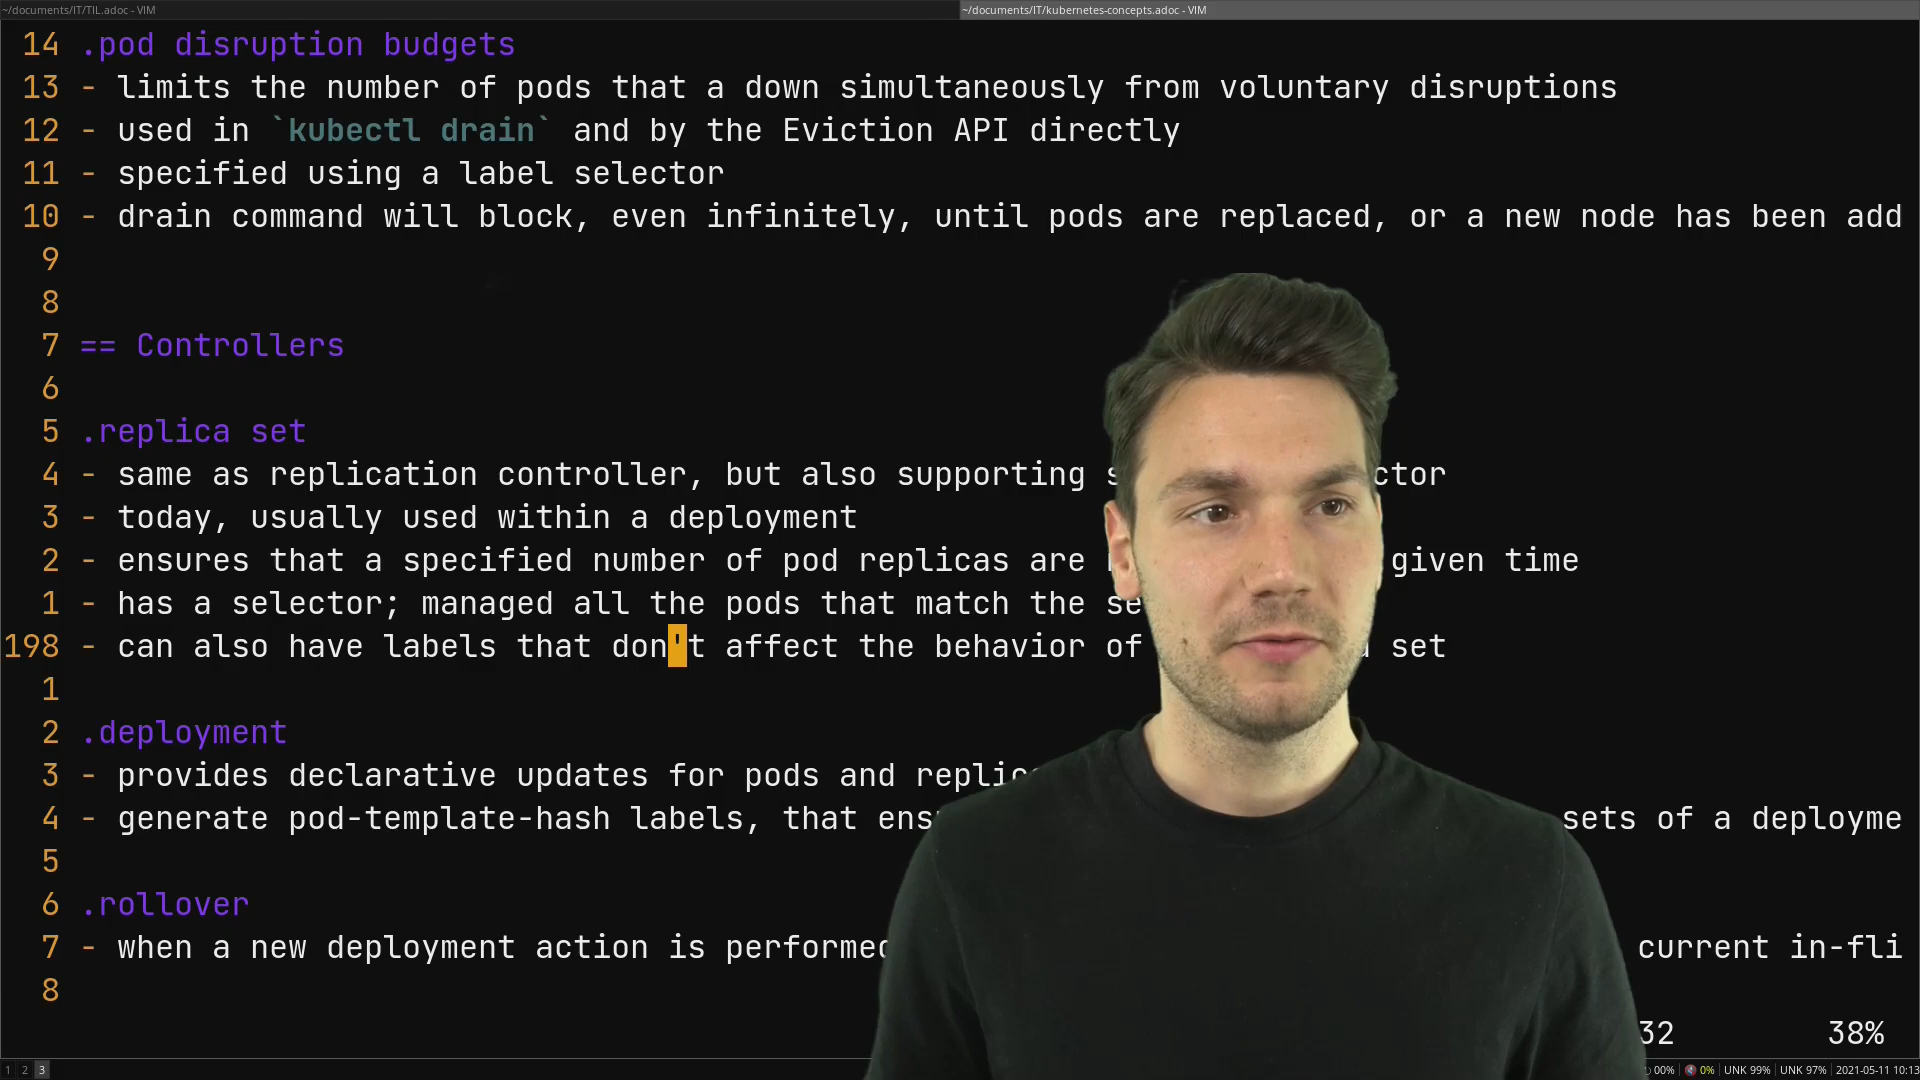 ~/documents/IT/TIL.adoc - VIM
~/documents/IT/kubernetes-concepts.adoc - VIM
14 .pod disruption budgets
13 - limits the number of pods that a down simultaneously from voluntary disruptions
12 - used in `kubectl drain` and by the Eviction API directly
11 - specified using a label selector
10 - drain command will block, even infinitely, until pods are replaced, or a new node has been add
9
8
7 == Controllers
6
5 .replica set
4 - same as replication controller, but also supporting s ctor
3 - today, usually used within a deployment
2 - ensures that a specified number of pod replicas are given time
1 - has a selector; managed all the pods that match the se
198 - can also have labels that don't affect the behavior of set
1
2 .deployment
3 - provides declarative updates for pods and replic
4 - generate pod-template-hash labels, that ens sets of a deployme
5
6 .rollover
7 - when a new deployment action is performed current in-fli
8
32 38%
1 2 3 00% 0% UNK 99% UNK 97% 2021-05-11 10:13